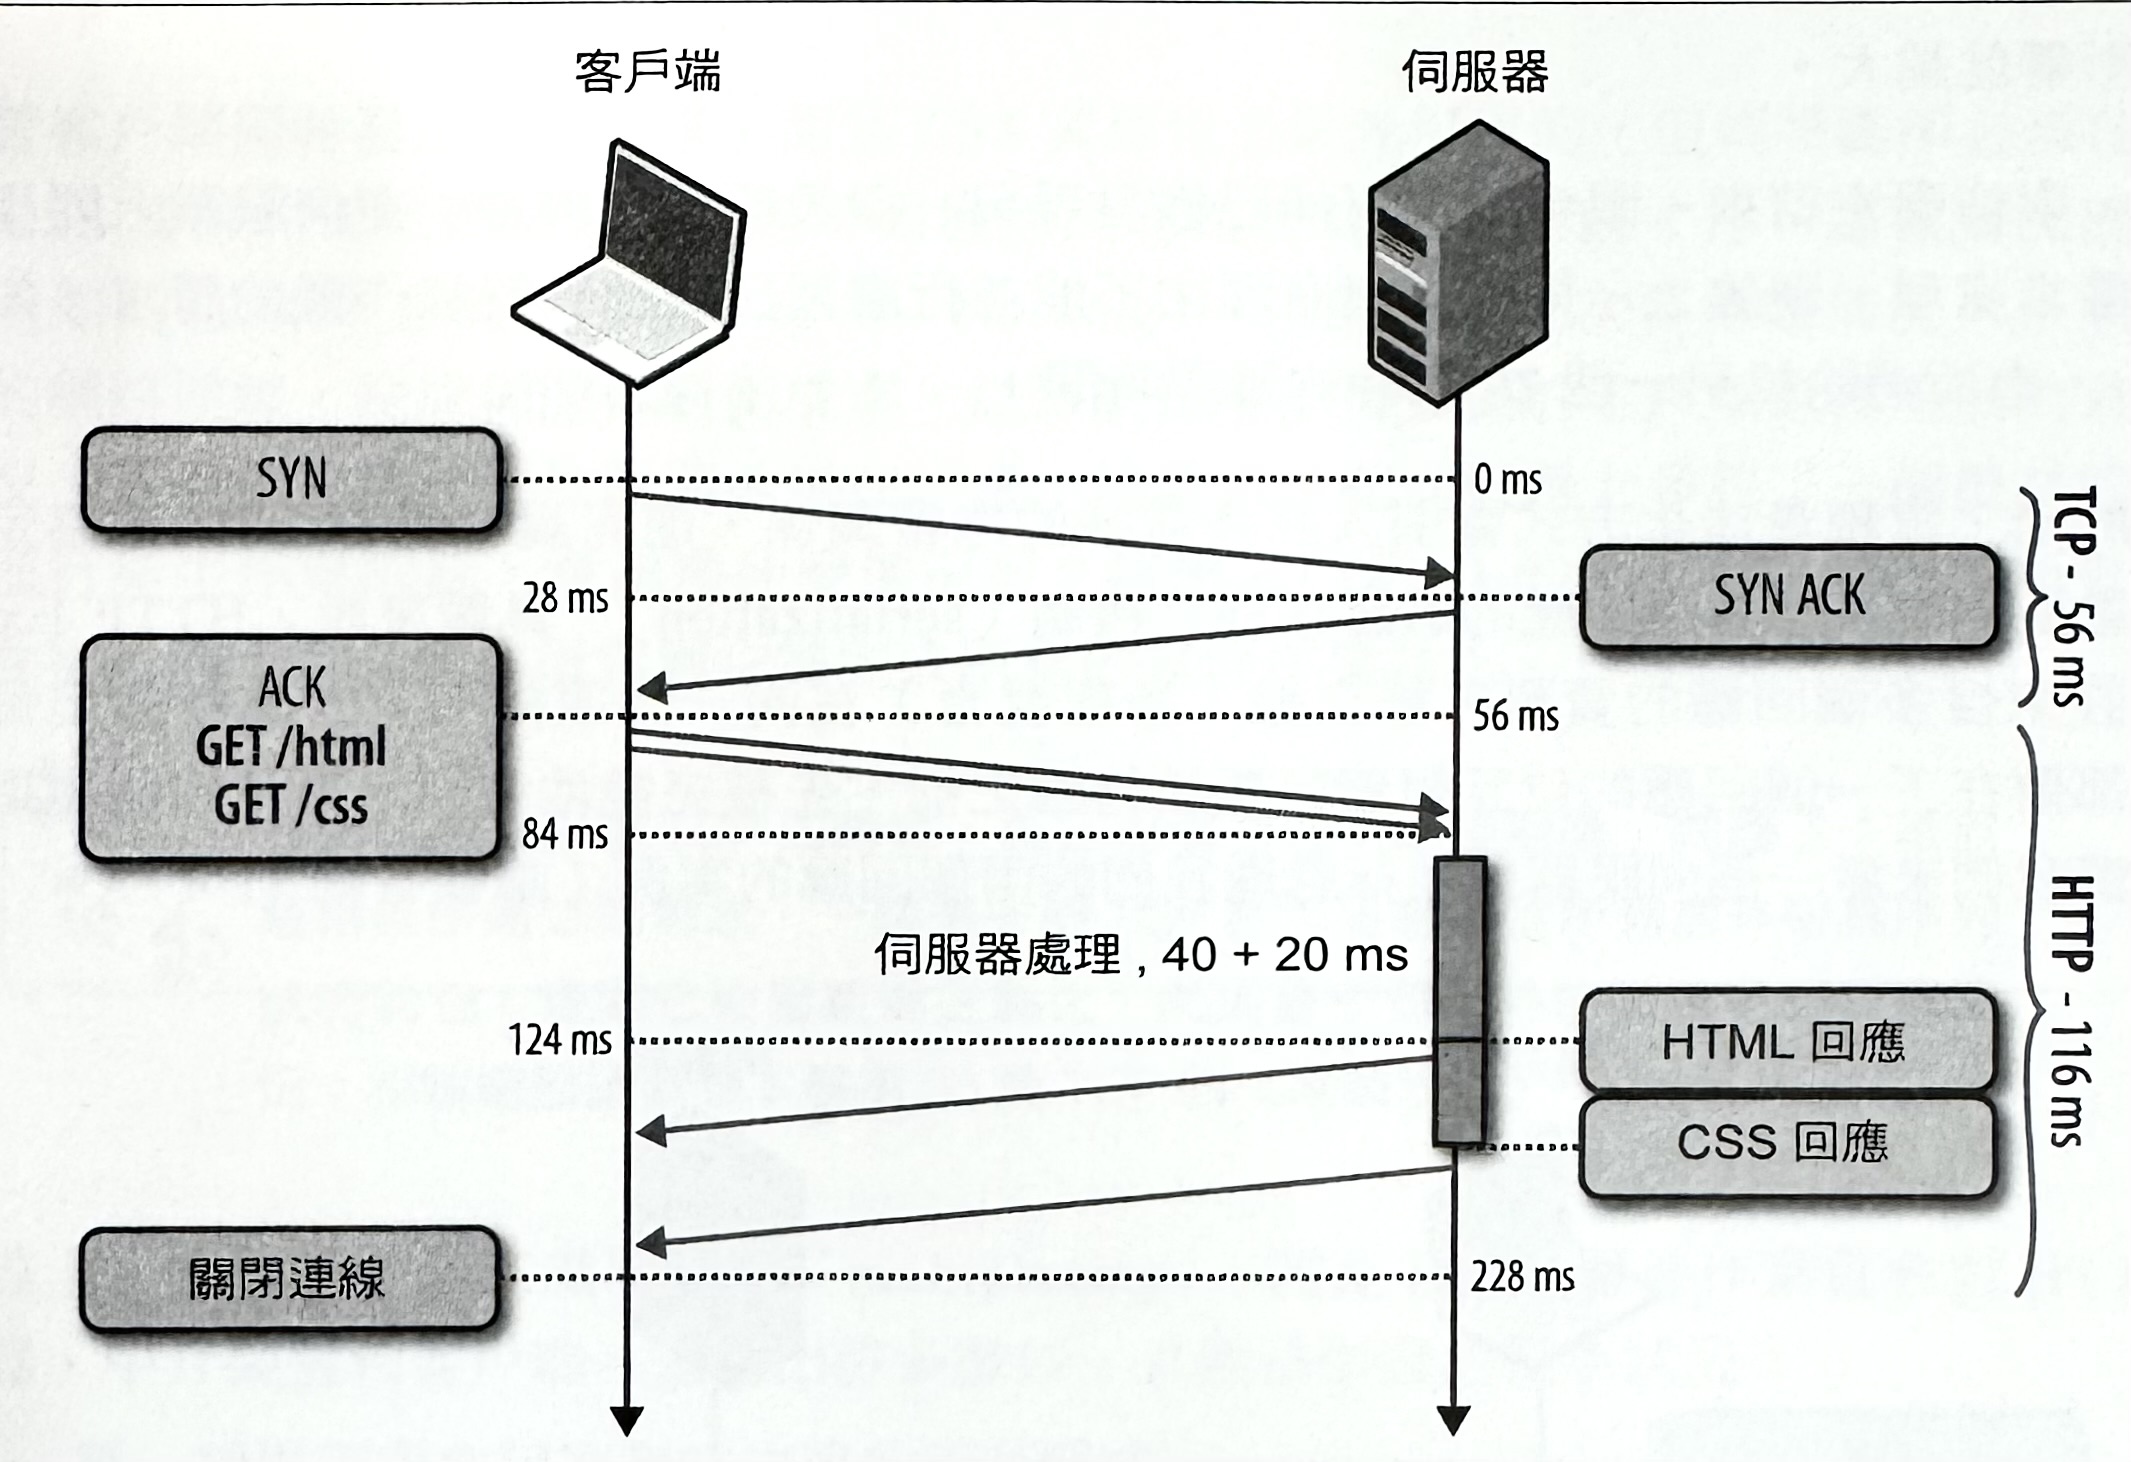 客戶端
伺服器
SYN
0 ms
28 ms
SYN ACK
TCP - 56 ms
ACK
GET /html
GET /css
56 ms
84 ms
伺服器處理 , 40 + 20 ms
HTTP - 116 ms
124 ms
HTML 回應
CSS 回應
關閉連線
228 ms